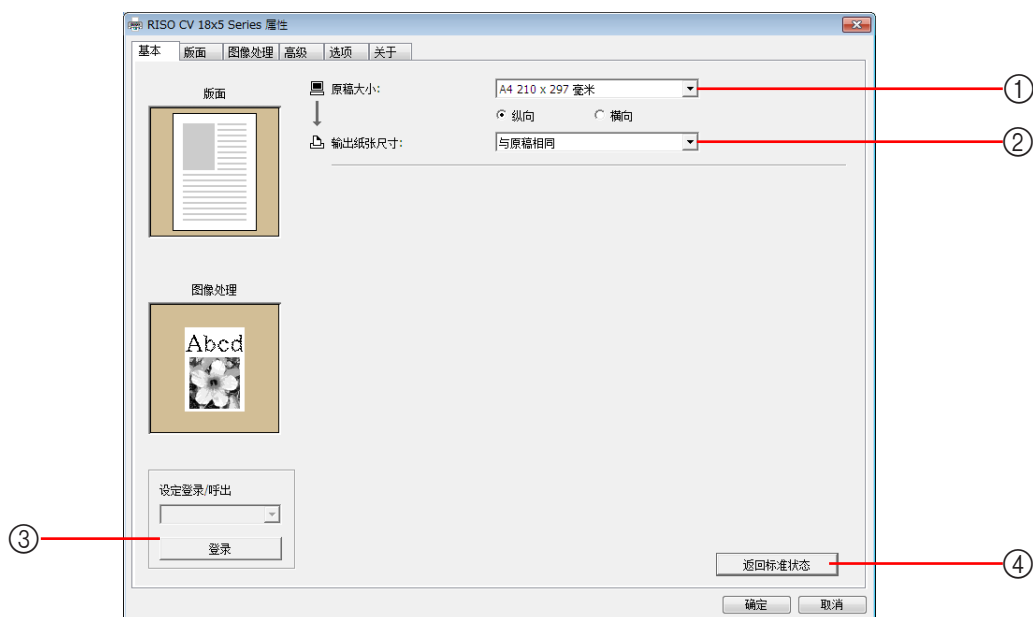 RISO CV 18x5 Series 属性
基本 版面 图像处理 高级 选项 关于
版面
原稿大小:
A4 210 x 297 毫米
①
纵向 横向
输出纸张尺寸:
与原稿相同
②
图像处理
Abcd
设定登录/呼出
③
登录
返回标准状态
④
确定 取消